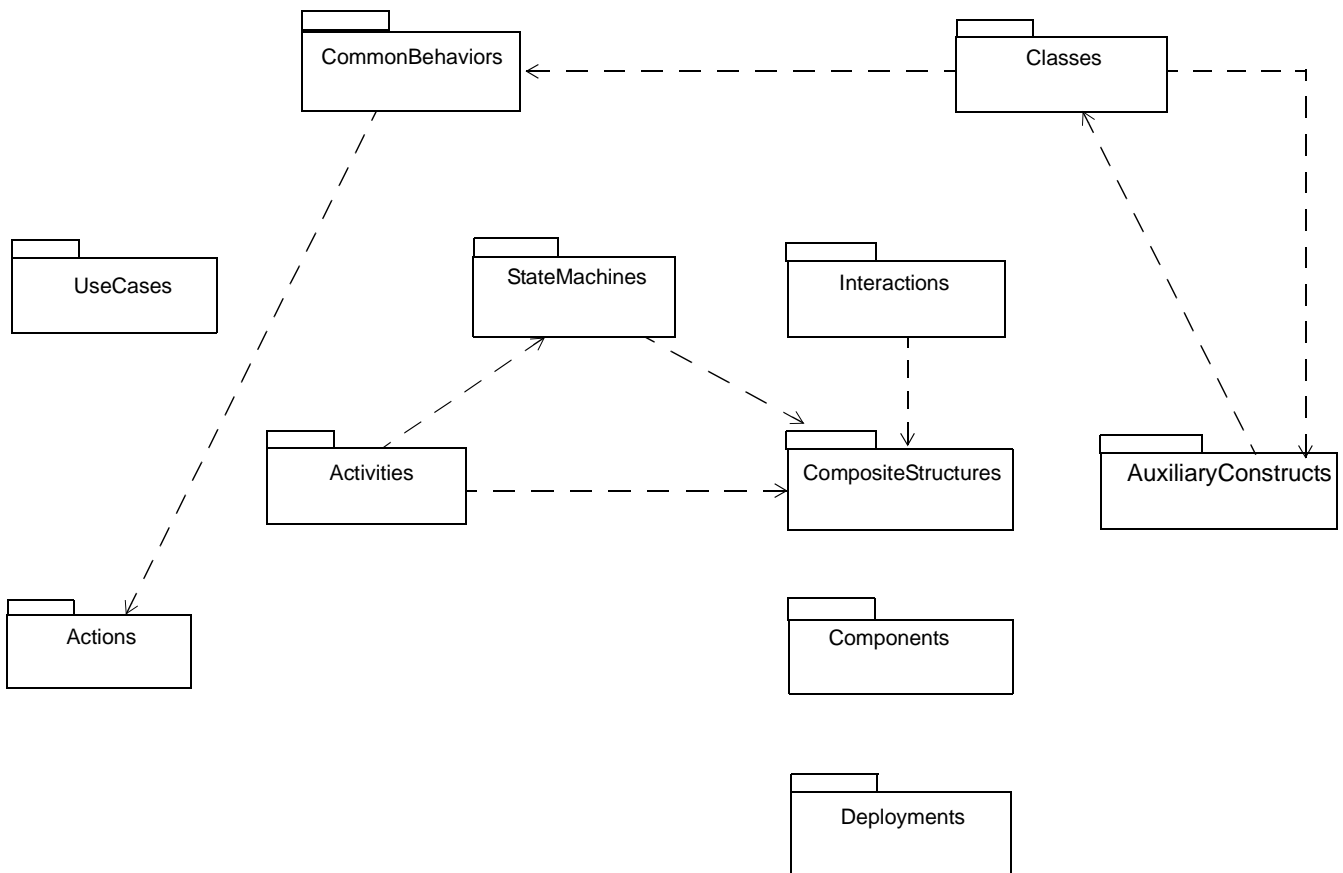 CommonBehaviors
Classes
UseCases
StateMachines
Interactions
Activities
CompositeStructures
AuxiliaryConstructs
Actions
Components
Deployments